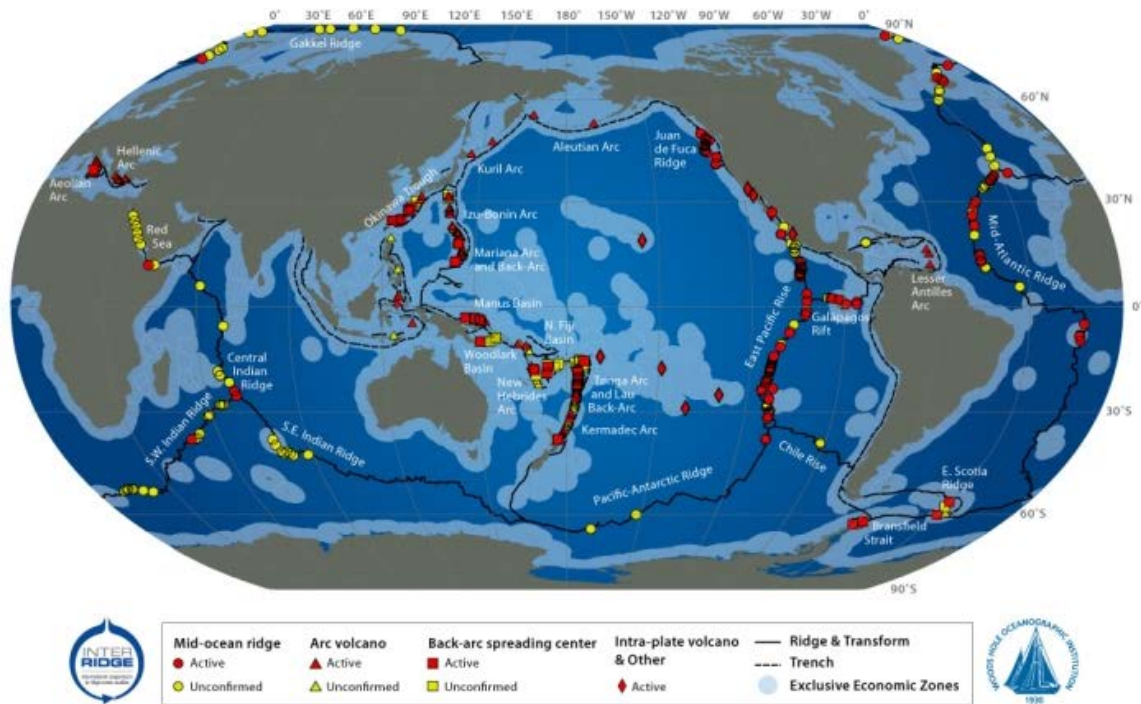 0°
30°E
60°E
90°E
120°E
150°E
180°
150°W
120°W
90°W
60°W
30°W
0°
90°N
Gakkel Ridge
60°N
Hellenic
Arc
Aeolian
Arc
Aleutian Arc
Juan
de Fuca
Ridge
Kuril Arc
Okinawa Trough
30°N
Red
Sea
Izu-Bonin Arc
Mariana Arc
and Back-Arc
Mid-Atlantic Ridge
Lesser
Antilles
Arc
Manus Basin
0°
East Pacific Rise
Galapagos
Rift
N. Fiji
Basin
Woodlark
Basin
Central
Indian
Ridge
New
Hebrides
Arc
Tonga Arc
and Lau
Back-Arc
30°S
S.W. Indian Ridge
S.E. Indian Ridge
Kermadec Arc
Chile Rise
Pacific-Antarctic Ridge
E. Scotia
Ridge
60°S
Bransfield
Strait
90°S
INTER
RIDGE
Mid-ocean ridge
Active
Unconfirmed
Arc volcano
Active
Unconfirmed
Back-arc spreading center
Active
Unconfirmed
Intra-plate volcano
& Other
Active
Ridge & Transform
Trench
Exclusive Economic Zones
WOODS HOLE OCEANOGRAPHIC INSTITUTION
1930